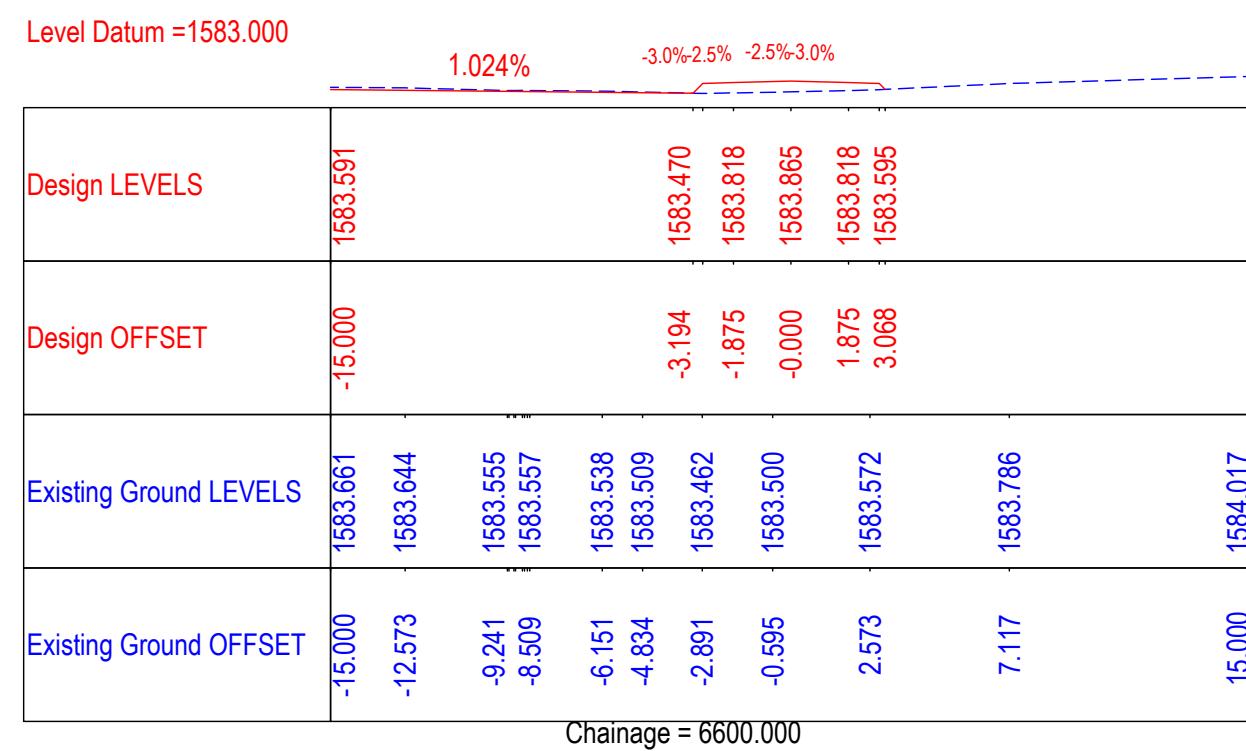 Level Datum =1583.000
1.024% -3.0%-2.5% -2.5%-3.0%
Design LEVELS 1583.591 1583.470 1583.818 1583.865 1583.818 1583.595
Design OFFSET -15.000 -3.194 -1.875 -0.000 1.875 3.068
Existing Ground LEVELS 1583.661 1583.644 1583.555 1583.557 1583.538 1583.509 1583.462 1583.500 1583.572 1583.786 1584.017
Existing Ground OFFSET -15.000 -12.573 -9.241 -8.509 -6.151 -4.834 -2.891 -0.595 2.573 7.117 15.000
Chainage = 6600.000